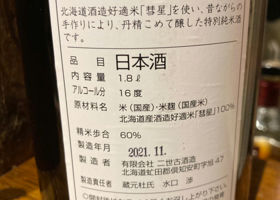 北海道酒造好適米「彗星」を使い、昔ながら
の手作りにより、丹精こめて醸した特別純米
酒です。
品目 日本酒
内容量 1.8ℓ
アルコール分 16度
原材料名 米(国産)・米麹(国産米)
北海道産酒造好適米「彗星」100%
精米歩合 60%
製造年月 2021.11.
製造者 有限会社 二世古酒造
北海道虻田郡倶知安町字旭47
製造責任者 蔵元杜氏 水口 渉